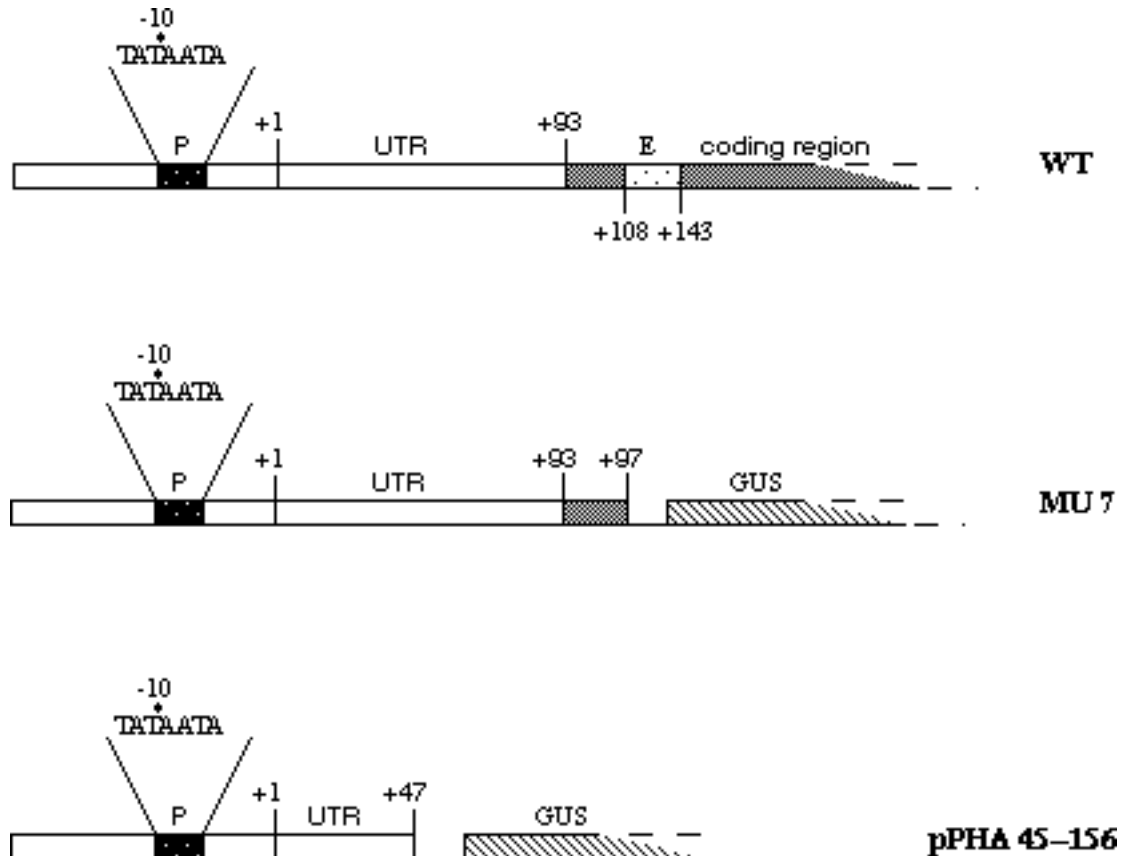 -10
TATAATA
P +1 UTR +93 E coding region WT
+108 +143
-10
TATAATA
P +1 UTR +93 +97 GUS MU 7
-10
TATAATA
P +1 UTR +47 GUS pPHA 45–156